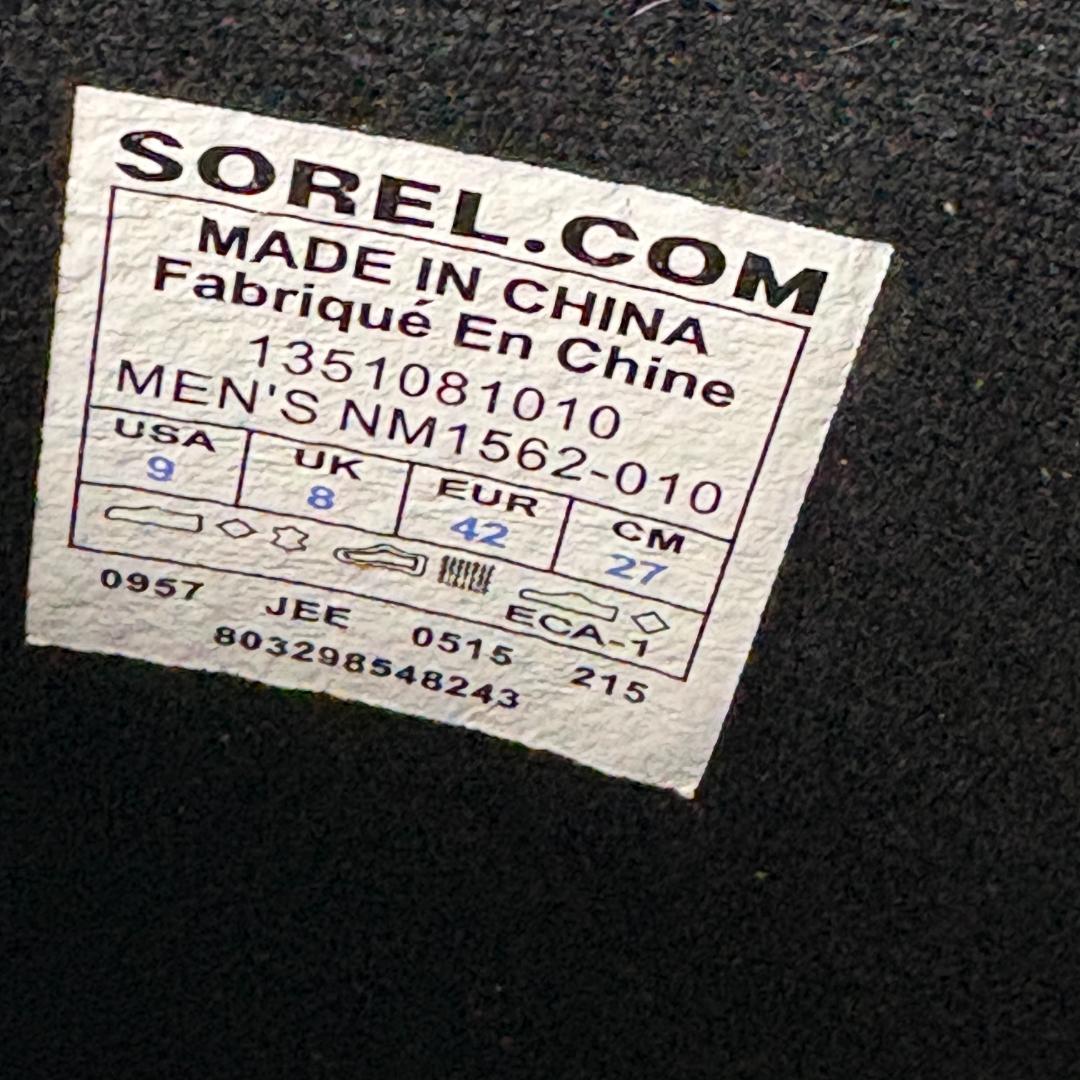 SOREL.COM
MADE IN CHINA
Fabriqué En Chine
1351081010
MEN'S NM1562-010
USA UK EUR CM
9 8 42 27
ECA-1
0957 JEE 0515 215
803298548243